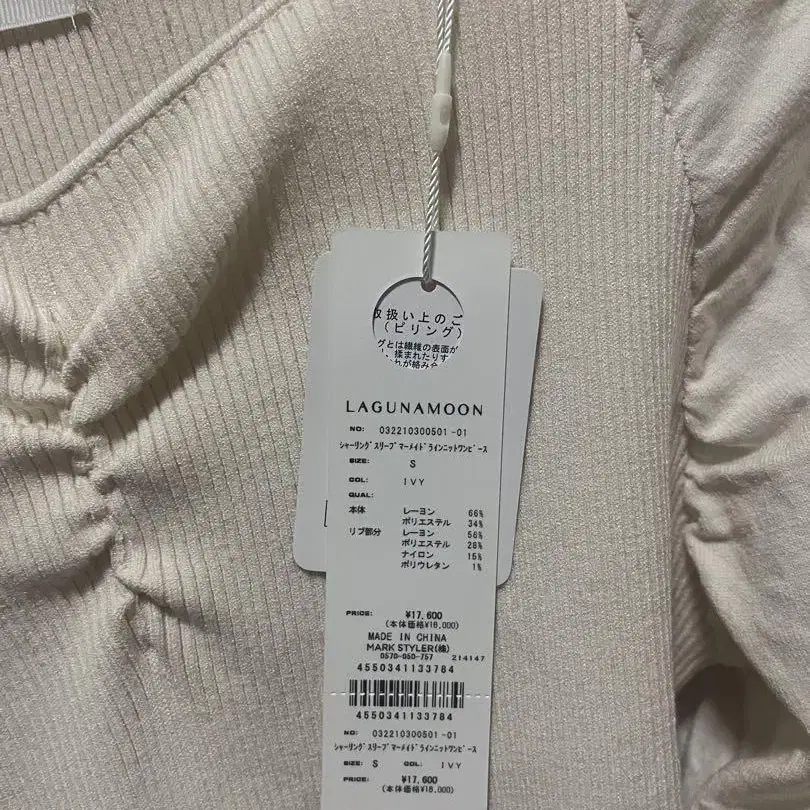 取扱い上のご
(ピリング)
グとは繊維の表面が
揉まれたりす
れが絡み合
LAGUNAMOON
NO: 032210300501 -01
シャーリングスリーブマーメイドラインニットワンピース
SIZE: S
COL: IVY
QUAL:
本体 レーヨン 66%
ポリエステル 34%
リブ部分 レーヨン 56%
ポリエステル 28%
ナイロン 15%
ポリウレタン 1%
PRICE: ¥17,600
(本体価格¥16,000)
MADE IN CHINA
MARK STYLER(株)
0570-050-757 214147
4550341133784
4550341133784
NO: 032210300501 -01
シャーリングスリーブマーメイドラインニットワンピース
SIZE: S COL: IVY
PRICE: ¥17,600
(本体価格¥16,000)